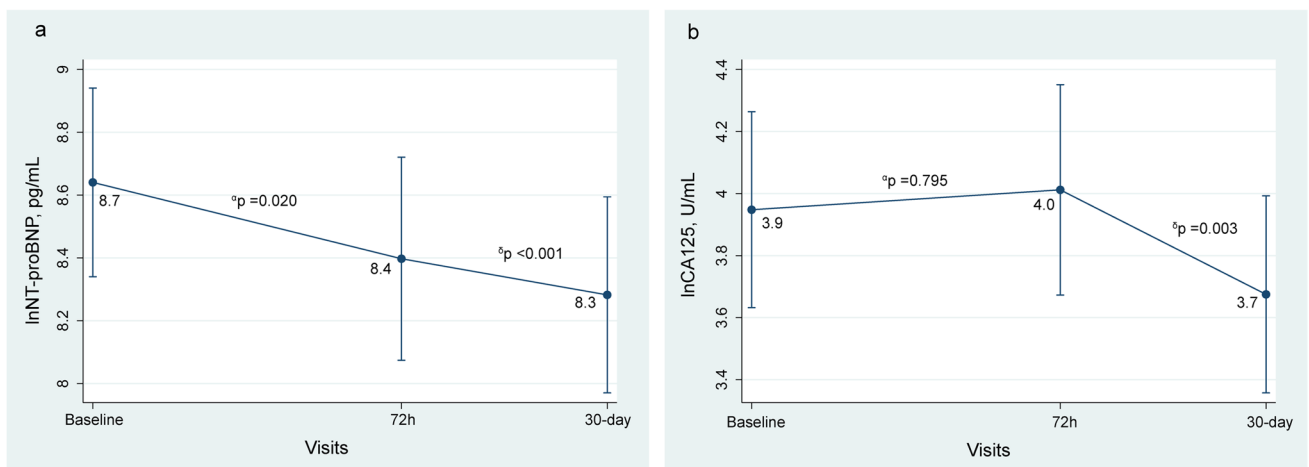 a
lnNT-proBNP, pg/mL
9
8.8
8.6
8.4
8.2
8
8.7
αp =0.020
8.4
δp <0.001
8.3
Baseline
72h
30-day
Visits
b
lnCA125, U/mL
4.4
4.2
4
3.8
3.6
3.4
3.9
αp =0.795
4.0
δp =0.003
3.7
Baseline
72h
30-day
Visits